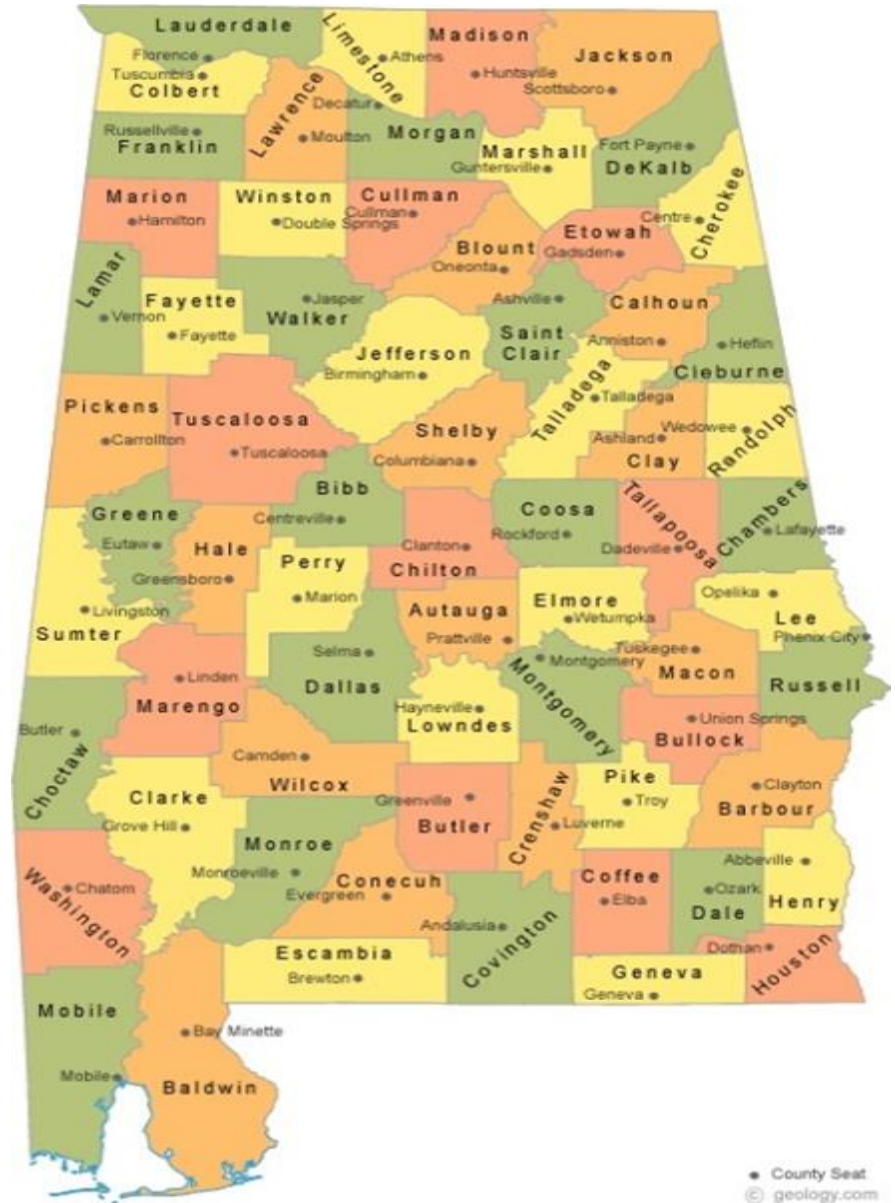 Lauderdale
Limestone
Madison
Jackson
Florence
Athens
Tuscumbia
Huntsville
Colbert
Scottsboro
Lawrence
Decatur
Russellville
Moulton
Morgan
Fort Payne
Franklin
Marshall
DeKalb
Guntersville
Cherokee
Marion
Winston
Cullman
Cullman
Centre
Hamilton
Double Springs
Etowah
Blount
Gadsden
Oneonta
Lamar
Fayette
Jasper
Ashville
Calhoun
Vernon
Walker
Saint
Clair
Fayette
Anniston
Heflin
Jefferson
Birmingham
Cleburne
Talladega
Talladega
Pickens
Tuscaloosa
Shelby
Wedowee
Randolph
Carrollton
Tuscaloosa
Columbiana
Ashland
Clay
Bibb
Tallapoosa
Chambers
Greene
Centreville
Coosa
Lafayette
Eutaw
Hale
Clanton
Rockford
Dadeville
Greensboro
Perry
Chilton
Marion
Elmore
Opelika
Livingston
Autauga
Wetumpka
Lee
Sumter
Prattville
Phenix City
Selma
Tuskegee
Montgomery
Macon
Linden
Dallas
Montgomery
Russell
Marengo
Hayneville
Union Springs
Butler
Lowndes
Bullock
Choctaw
Camden
Wilcox
Pike
Clayton
Clarke
Greenville
Crenshaw
Troy
Barbour
Grove Hill
Monroe
Butler
Luverne
Abbeville
Monroeville
Conecuh
Coffee
Ozark
Washington
Chatom
Evergreen
Elba
Dale
Henry
Andalusia
Covington
Dothan
Escambia
Houston
Brewton
Geneva
Geneva
Mobile
Bay Minette
Mobile
Baldwin
County Seat
© geology.com